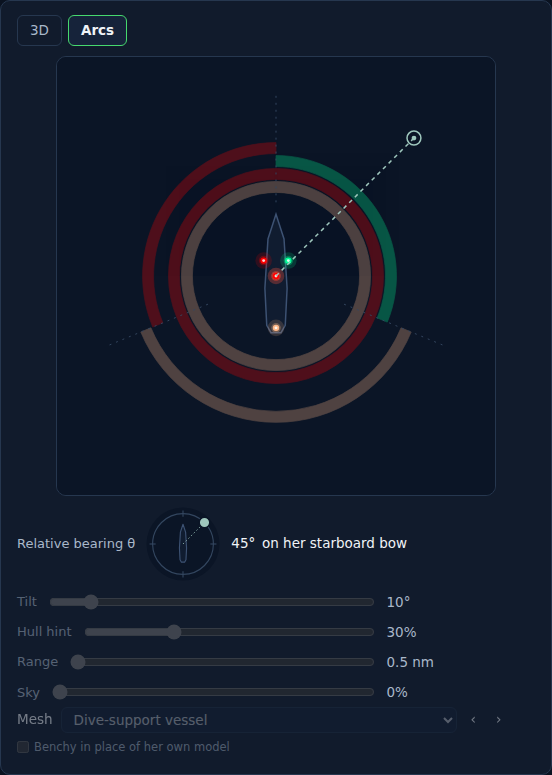 3D Arcs
Relative bearing θ 45° on her starboard bow
Tilt 10°
Hull hint 30%
Range 0.5 nm
Sky 0%
Mesh Dive-support vessel ‹ ›
Benchy in place of her own model